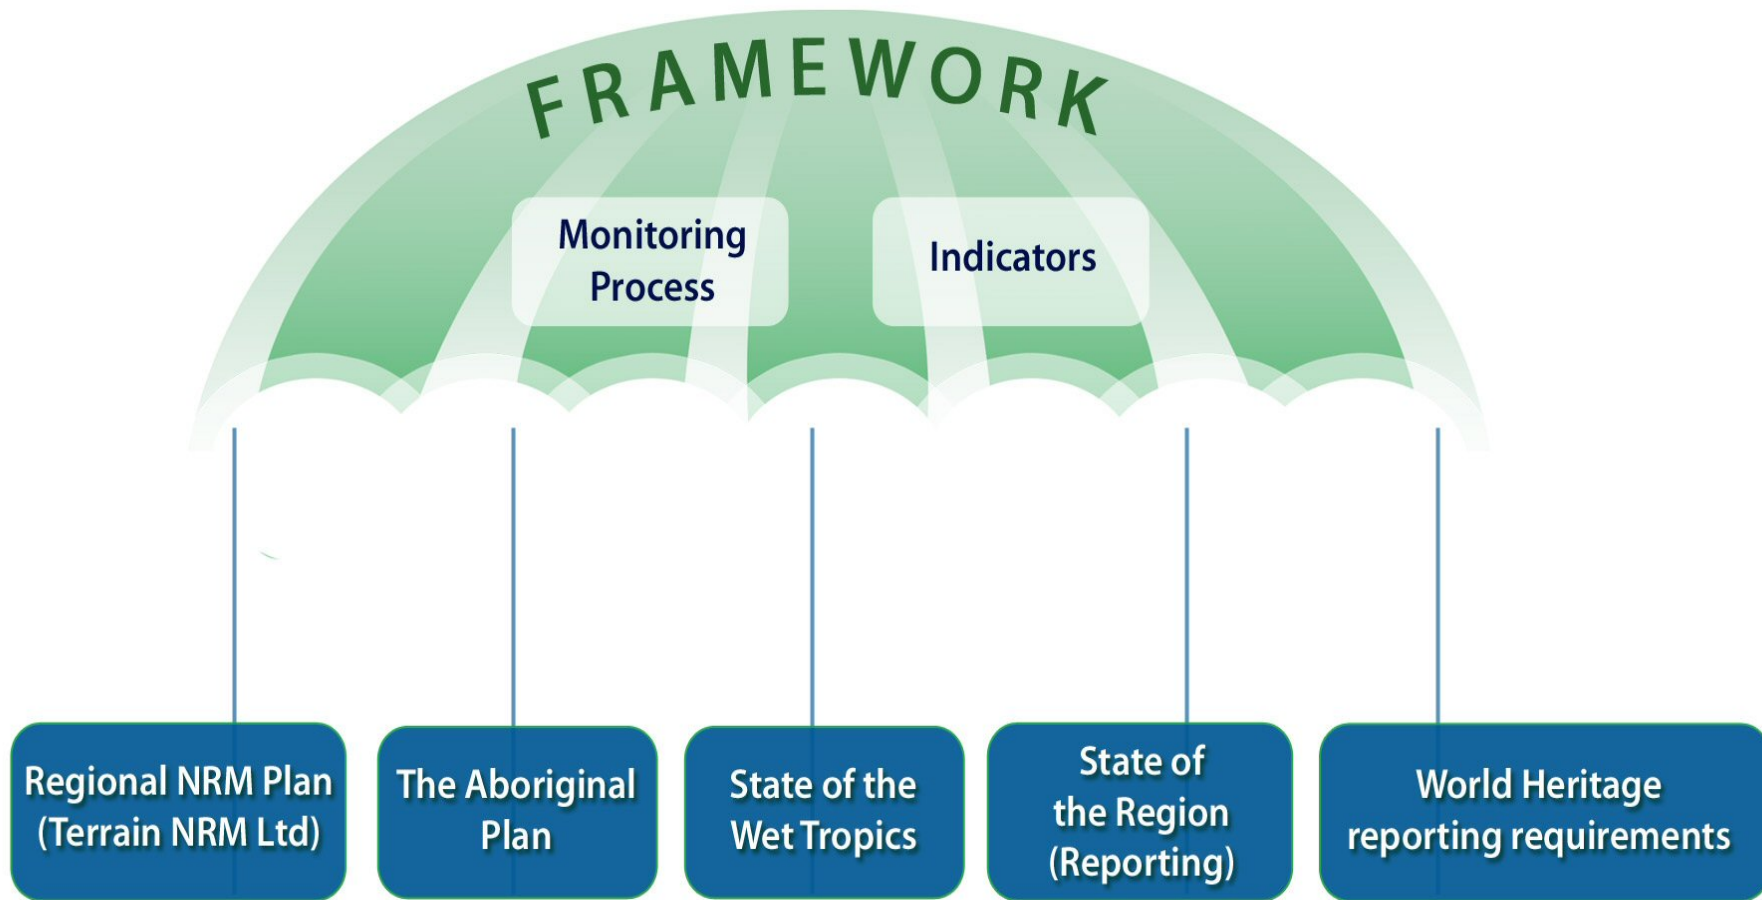 FRAMEWORK
Monitoring
Process
Indicators
Regional NRM Plan
(Terrain NRM Ltd)
The Aboriginal
Plan
State of the
Wet Tropics
State of
the Region
(Reporting)
World Heritage
reporting requirements